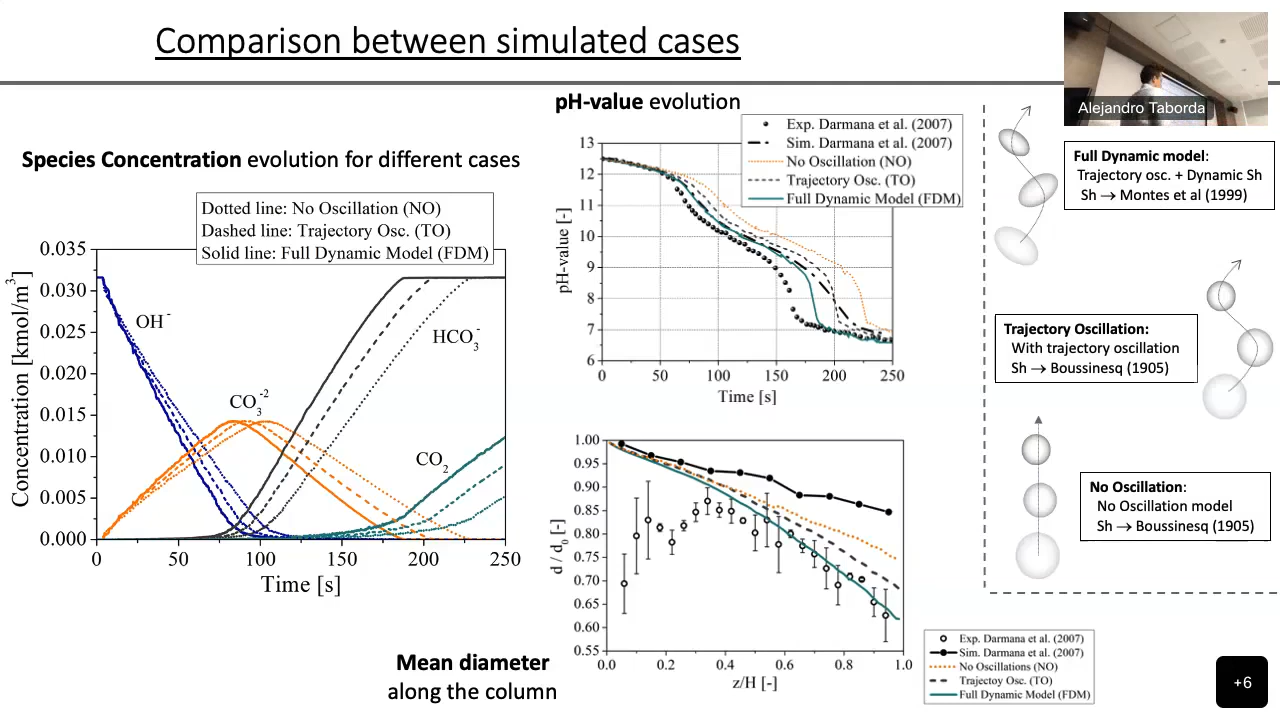 Comparison between simulated cases
Alejandro Taborda
Species Concentration evolution for different cases
Dotted line: No Oscillation (NO)
Dashed line: Trajectory Osc. (TO)
Solid line: Full Dynamic Model (FDM)
0.035
0.030
0.025
0.020
0.015
0.010
0.005
0.000
Concentration [kmol/m³]
OH⁻
CO₃⁻²
HCO₃⁻
CO₂
0
50
100
150
200
250
Time [s]
pH-value evolution
Exp. Darmana et al. (2007)
Sim. Darmana et al. (2007)
No Oscillation (NO)
Trajectory Osc. (TO)
Full Dynamic Model (FDM)
13
12
11
10
9
8
7
6
pH-value [-]
0
50
100
150
200
250
Time [s]
1.00
0.95
0.90
0.85
0.80
0.75
0.70
0.65
0.60
0.55
d / d₀ [-]
0.0
0.2
0.4
0.6
0.8
1.0
z/H [-]
Mean diameter
along the column
Exp. Darmana et al. (2007)
Sim. Darmana et al. (2007)
No Oscillations (NO)
Trajectoy Osc. (TO)
Full Dynamic Model (FDM)
Full Dynamic model:
Trajectory osc. + Dynamic Sh
Sh → Montes et al (1999)
Trajectory Oscillation:
With trajectory oscillation
Sh → Boussinesq (1905)
No Oscillation:
No Oscillation model
Sh → Boussinesq (1905)
+6